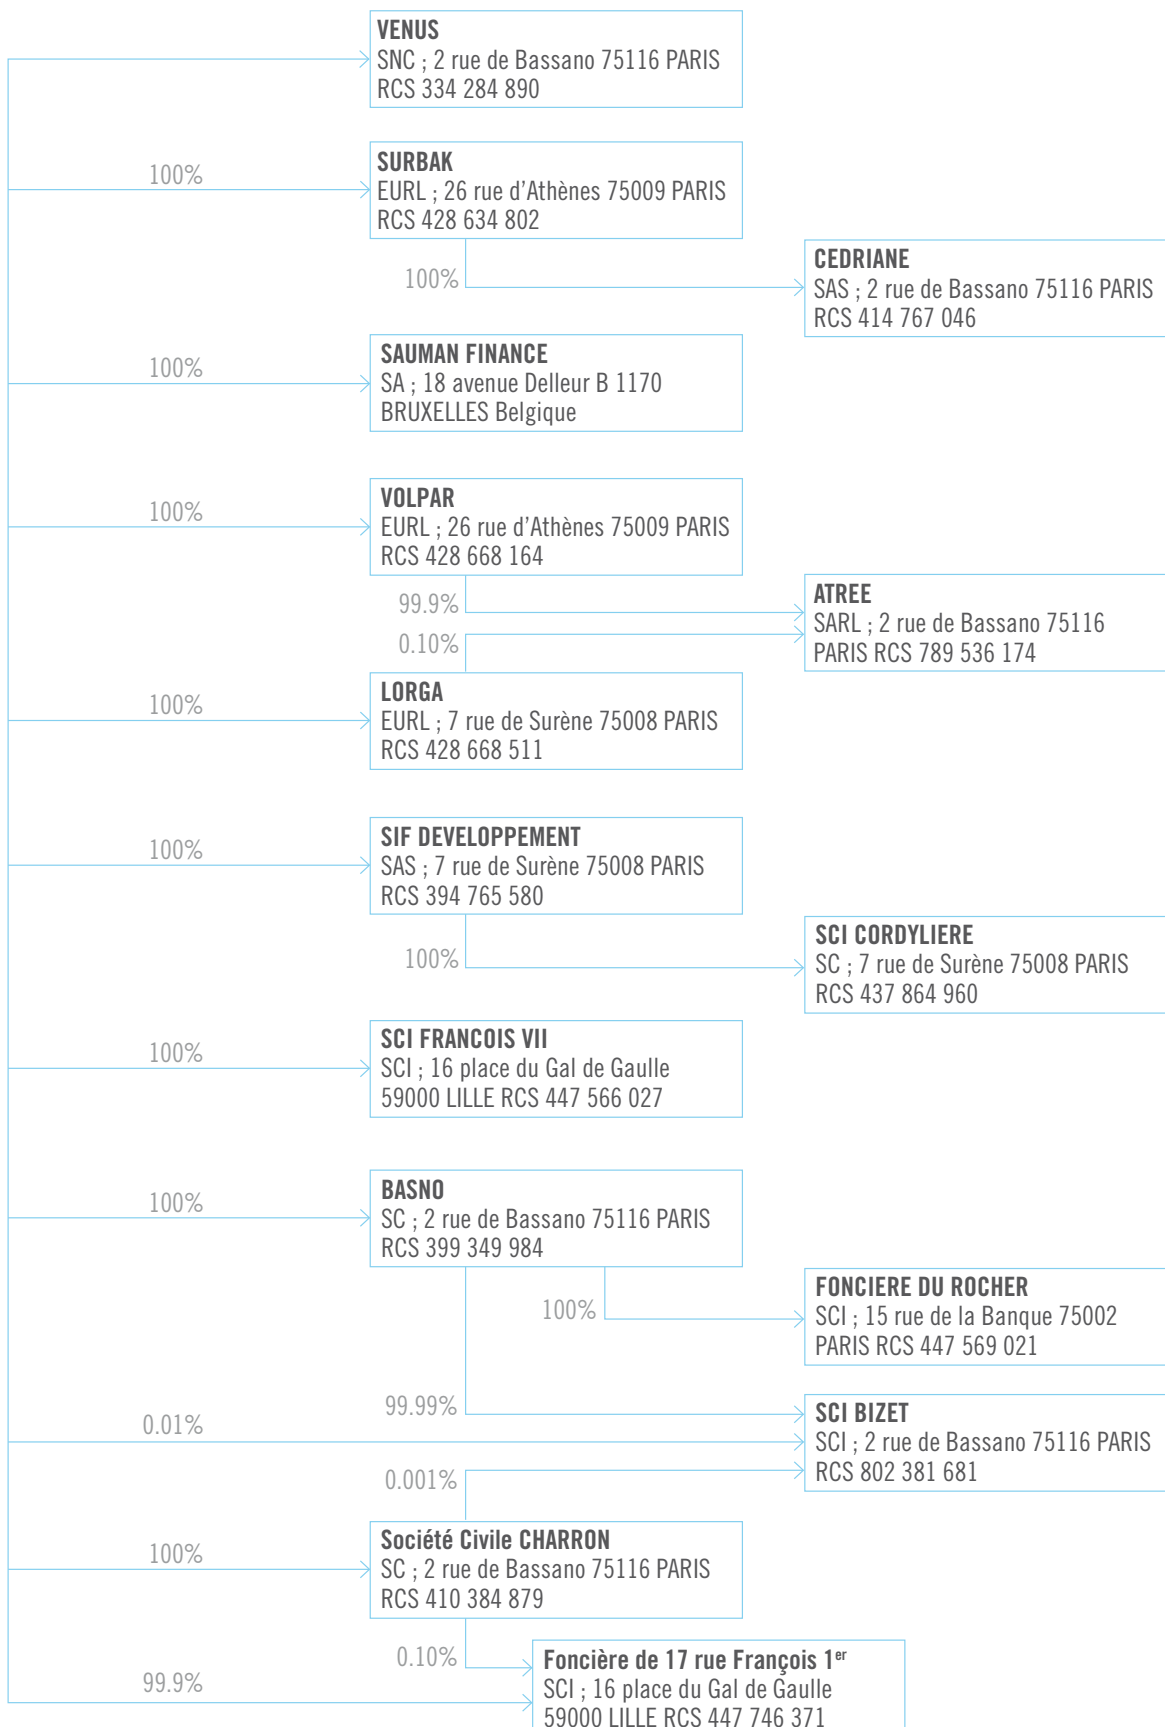 VENUS
SNC ; 2 rue de Bassano 75116 PARIS
RCS 334 284 890
100%
SURBAK
EURL ; 26 rue d'Athènes 75009 PARIS
RCS 428 634 802
100%
CEDRIANE
SAS ; 2 rue de Bassano 75116 PARIS
RCS 414 767 046
100%
SAUMAN FINANCE
SA ; 18 avenue Delleur B 1170
BRUXELLES Belgique
100%
VOLPAR
EURL ; 26 rue d'Athènes 75009 PARIS
RCS 428 668 164
99.9%
0.10%
ATREE
SARL ; 2 rue de Bassano 75116
PARIS RCS 789 536 174
100%
LORGA
EURL ; 7 rue de Surène 75008 PARIS
RCS 428 668 511
100%
SIF DEVELOPPEMENT
SAS ; 7 rue de Surène 75008 PARIS
RCS 394 765 580
100%
SCI CORDYLIERE
SC ; 7 rue de Surène 75008 PARIS
RCS 437 864 960
100%
SCI FRANCOIS VII
SCI ; 16 place du Gal de Gaulle
59000 LILLE RCS 447 566 027
100%
BASNO
SC ; 2 rue de Bassano 75116 PARIS
RCS 399 349 984
100%
FONCIERE DU ROCHER
SCI ; 15 rue de la Banque 75002
PARIS RCS 447 569 021
99.99%
0.01%
0.001%
SCI BIZET
SCI ; 2 rue de Bassano 75116 PARIS
RCS 802 381 681
100%
Société Civile CHARRON
SC ; 2 rue de Bassano 75116 PARIS
RCS 410 384 879
0.10%
99.9%
Foncière de 17 rue François 1er
SCI ; 16 place du Gal de Gaulle
59000 LILLE RCS 447 746 371